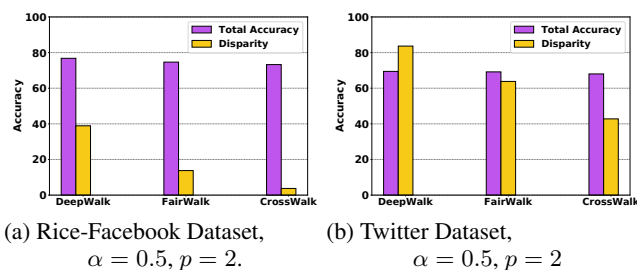 100
80
60
40
20
0
Accuracy
Total Accuracy
Disparity
DeepWalk FairWalk CrossWalk
(a) Rice-Facebook Dataset,
α = 0.5, p = 2.
100
80
60
40
20
0
Accuracy
Total Accuracy
Disparity
DeepWalk FairWalk CrossWalk
(b) Twitter Dataset,
α = 0.5, p = 2